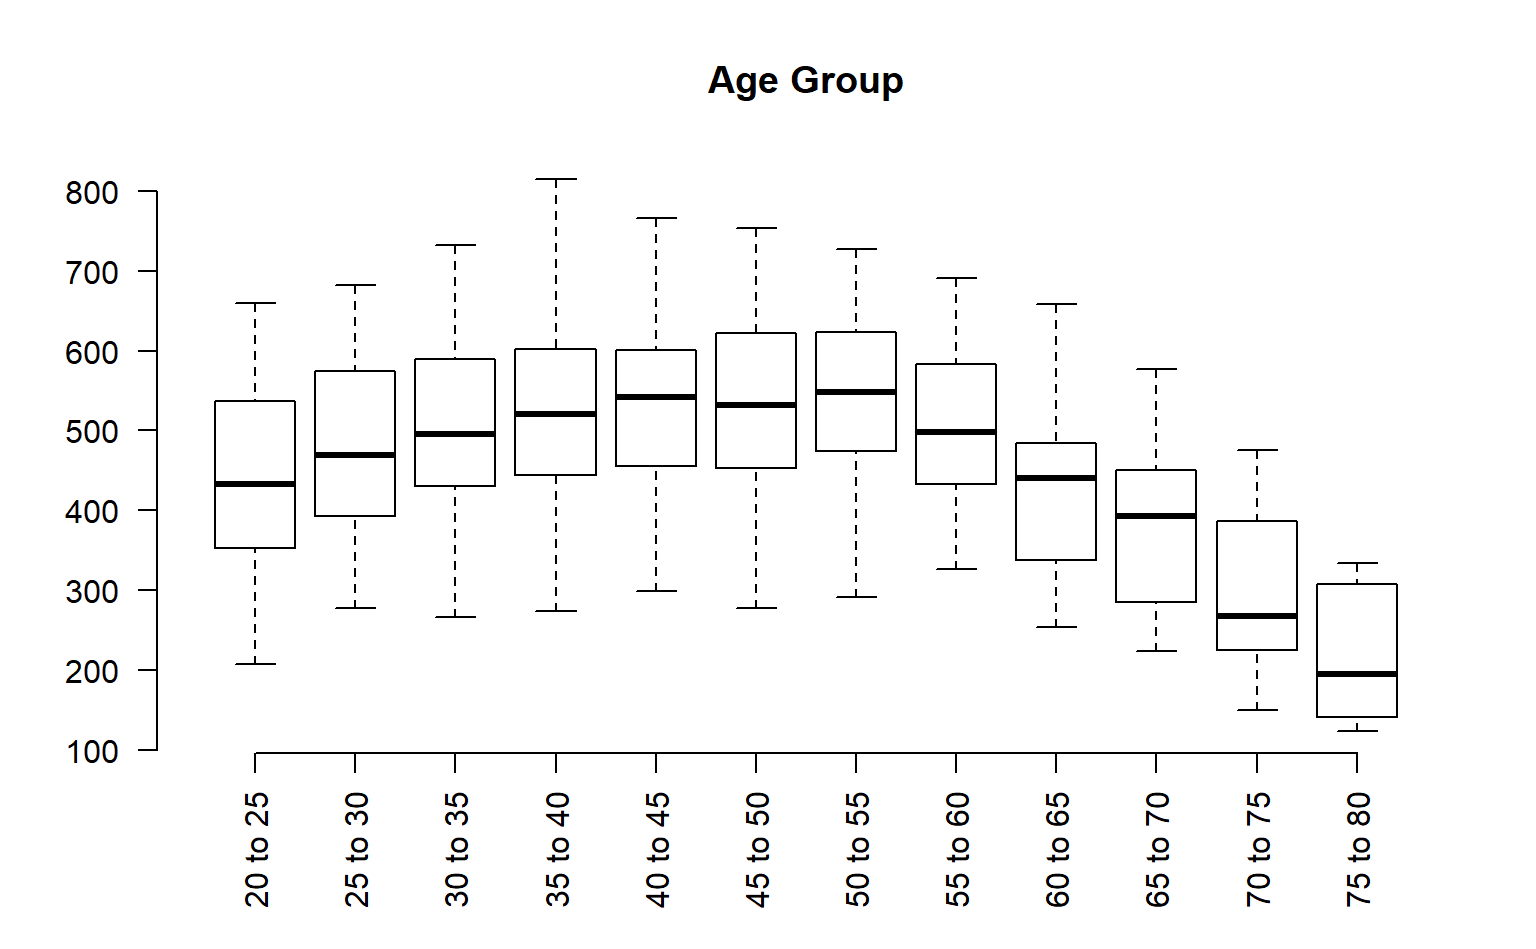 Age Group
800
700
600
500
400
300
200
100
20 to 25
25 to 30
30 to 35
35 to 40
40 to 45
45 to 50
50 to 55
55 to 60
60 to 65
65 to 70
70 to 75
75 to 80